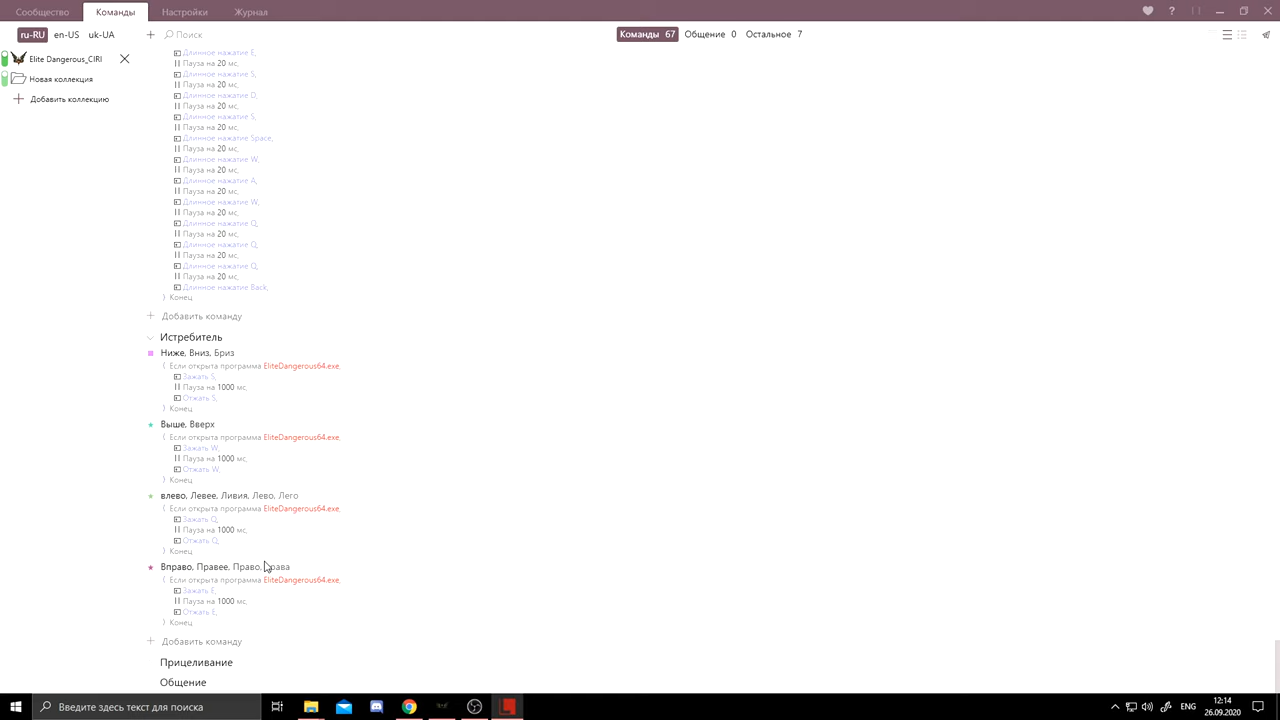 Сообщество Команды Настройки Журнал
ru-RU en-US uk-UA Поиск Команды 67 Общение 0 Остальное 7
Elite Dangerous_CIRI
Новая коллекция
Добавить коллекцию
Длинное нажатие E,
Пауза на 20 мс,
Длинное нажатие S,
Пауза на 20 мс,
Длинное нажатие D,
Пауза на 20 мс,
Длинное нажатие S,
Пауза на 20 мс,
Длинное нажатие Space,
Пауза на 20 мс,
Длинное нажатие W,
Пауза на 20 мс,
Длинное нажатие A,
Пауза на 20 мс,
Длинное нажатие W,
Пауза на 20 мс,
Длинное нажатие Q,
Пауза на 20 мс,
Длинное нажатие Q,
Пауза на 20 мс,
Длинное нажатие Q,
Пауза на 20 мс,
Длинное нажатие Back,
) Конец
Добавить команду
Истребитель
Ниже, Вниз, Бриз
( Если открыта программа EliteDangerous64.exe,
Зажать S,
Пауза на 1000 мс,
Отжать S,
) Конец
Выше, Вверх
( Если открыта программа EliteDangerous64.exe,
Зажать W,
Пауза на 1000 мс,
Отжать W,
) Конец
влево, Левее, Ливия, Лево, Лего
( Если открыта программа EliteDangerous64.exe,
Зажать Q,
Пауза на 1000 мс,
Отжать Q,
) Конец
Вправо, Правее, Право,
( Если открыта программа EliteDangerous64.exe,
Зажать E,
Пауза на 1000 мс,
Отжать E,
) Конец
Добавить команду
Прицеливание
Общение
Введите здесь текст для поиска
ENG
12:14
26.09.2020